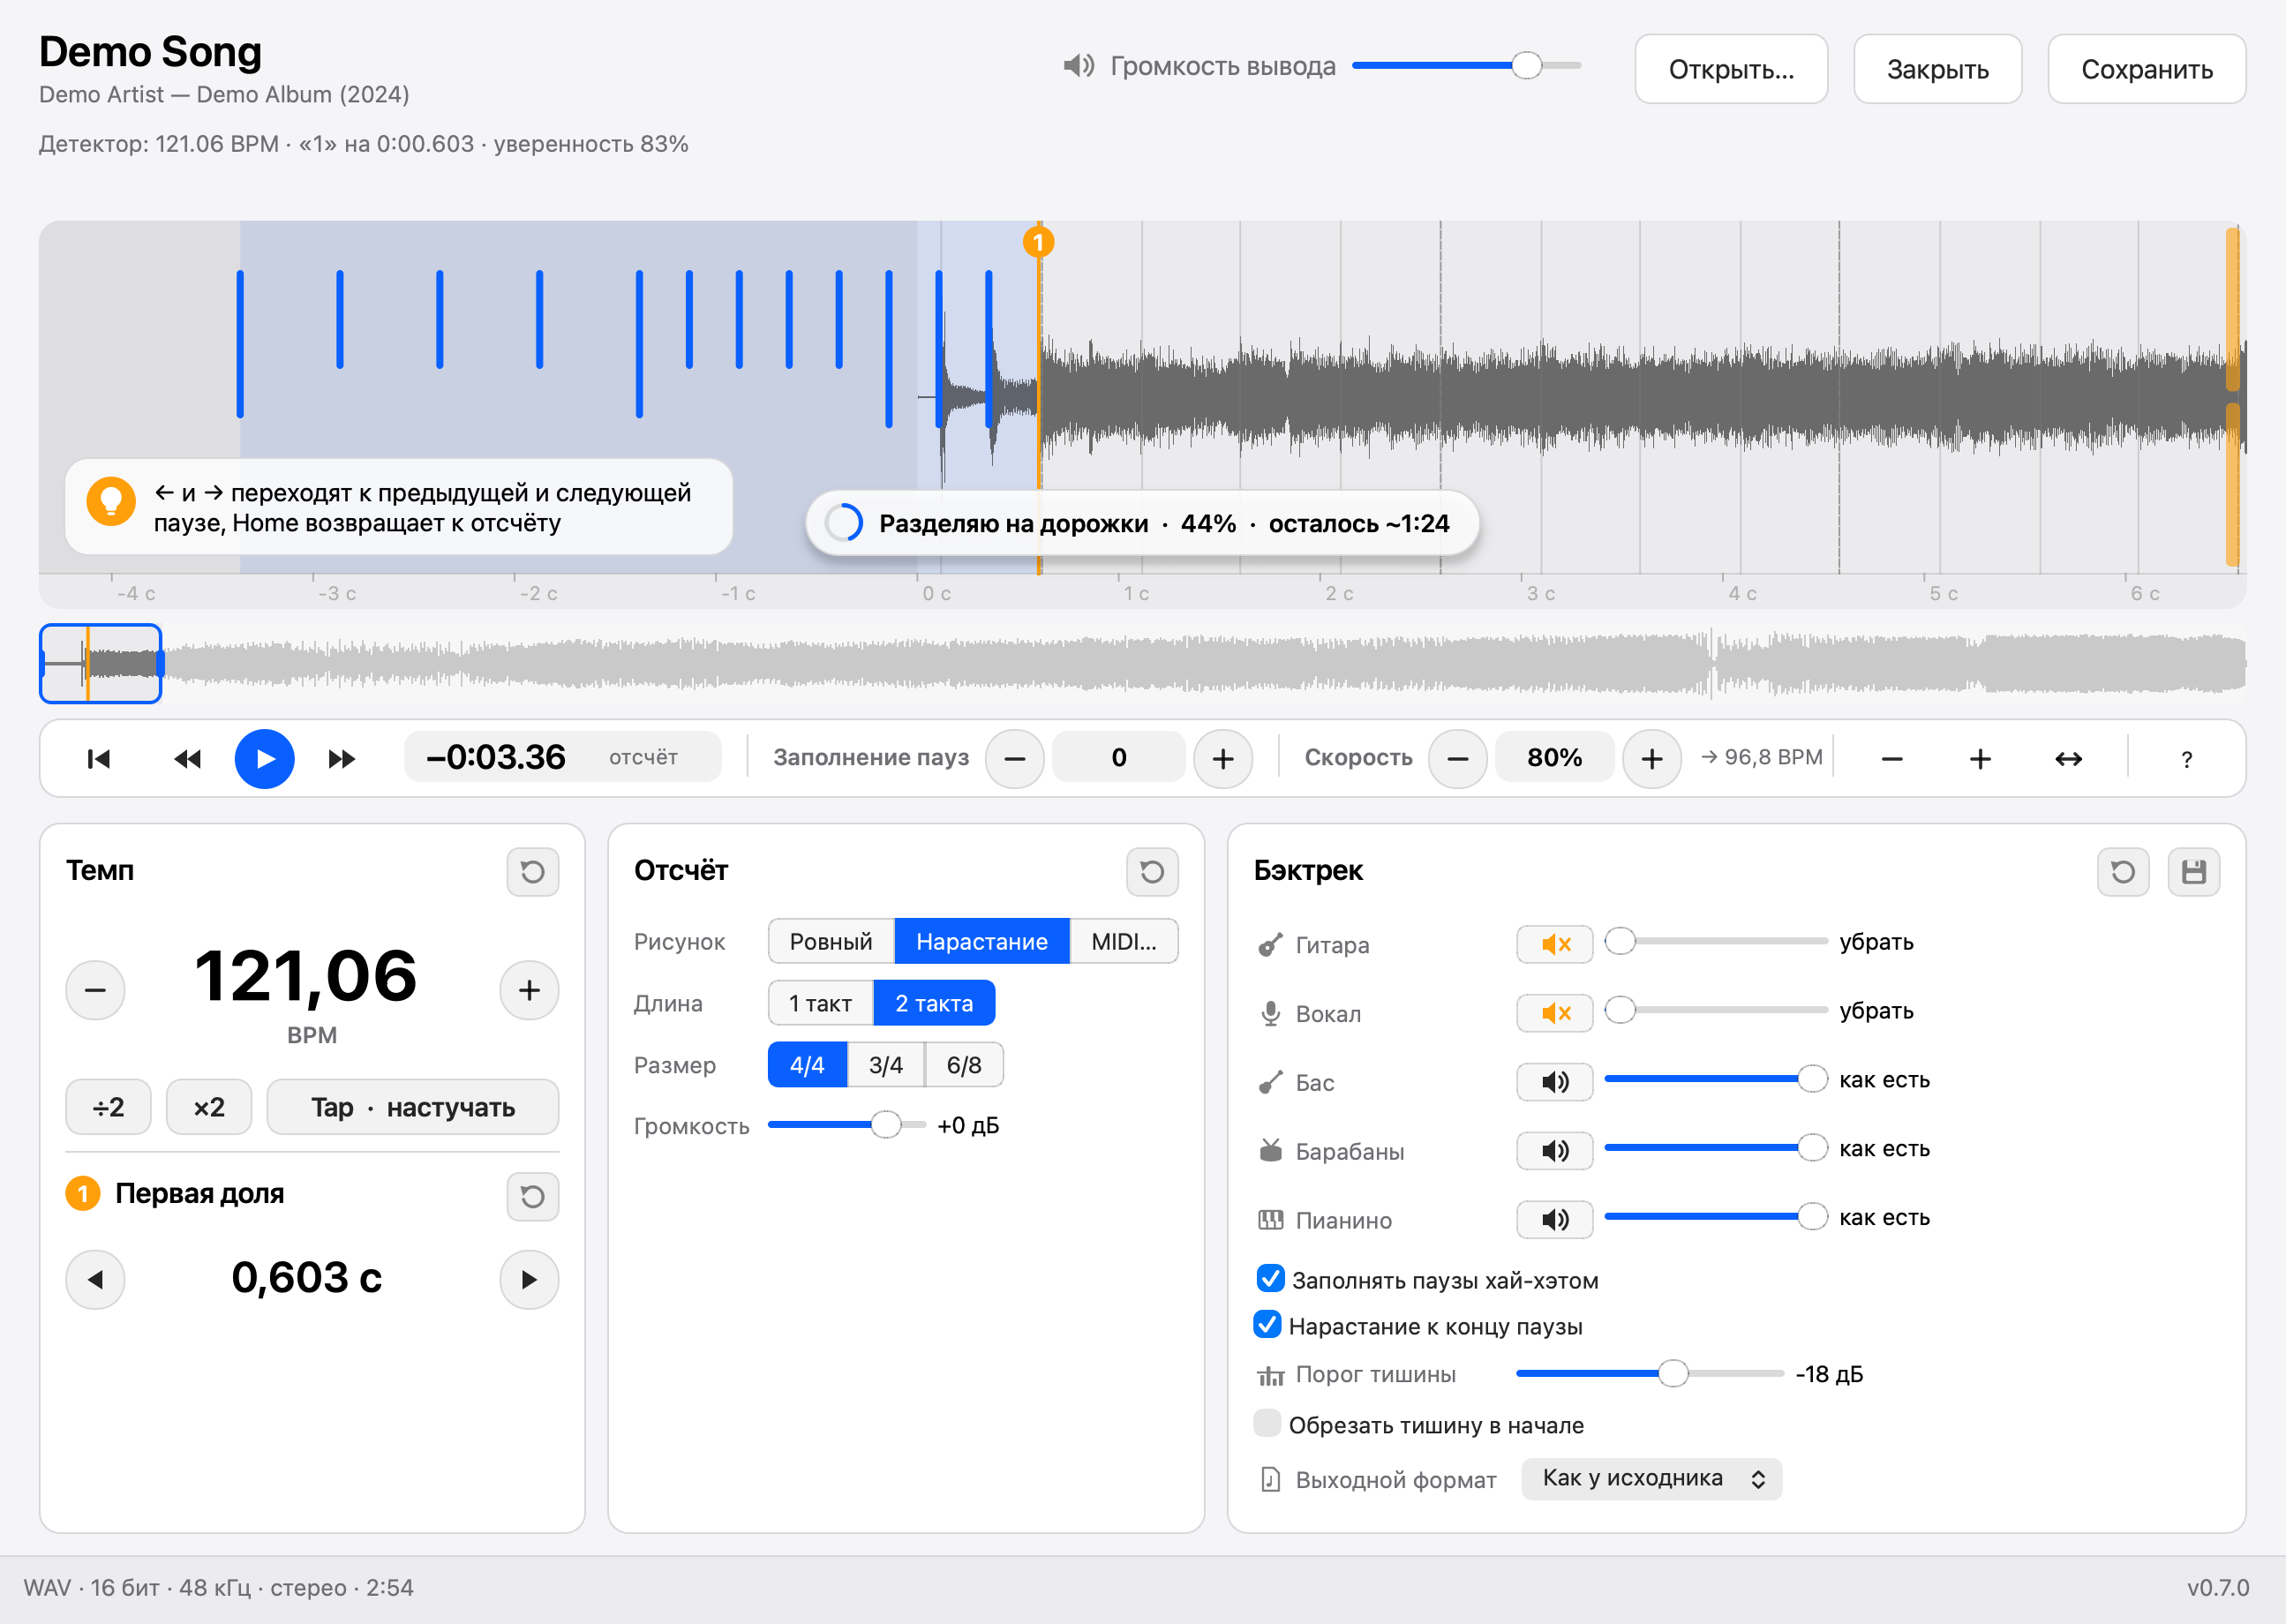 Demo Song
Demo Artist — Demo Album (2024)
Детектор: 121.06 BPM · «1» на 0:00.603 · уверенность 83%
Громкость вывода
Открыть...
Закрыть
Сохранить
1
← и → переходят к предыдущей и следующей
паузе, Home возвращает к отсчёту
Разделяю на дорожки · 44% · осталось ~1:24
-4 с
-3 с
-2 с
-1 с
0 с
1 с
2 с
3 с
4 с
5 с
6 с
−0:03.36 отсчёт
Заполнение пауз
− 0 +
Скорость
− 80% +
→ 96,8 BPM
− + ↔
?
Темп
− 121,06 +
BPM
÷2
×2
Tap · настучать
1 Первая доля
0,603 с
Отсчёт
Рисунок Ровный Нарастание MIDI...
Длина 1 такт 2 такта
Размер 4/4 3/4 6/8
Громкость +0 дБ
Бэктрек
Гитара убрать
Вокал убрать
Бас как есть
Барабаны как есть
Пианино как есть
Заполнять паузы хай-хэтом
Нарастание к концу паузы
Порог тишины -18 дБ
Обрезать тишину в начале
Выходной формат Как у исходника
WAV · 16 бит · 48 кГц · стерео · 2:54
v0.7.0